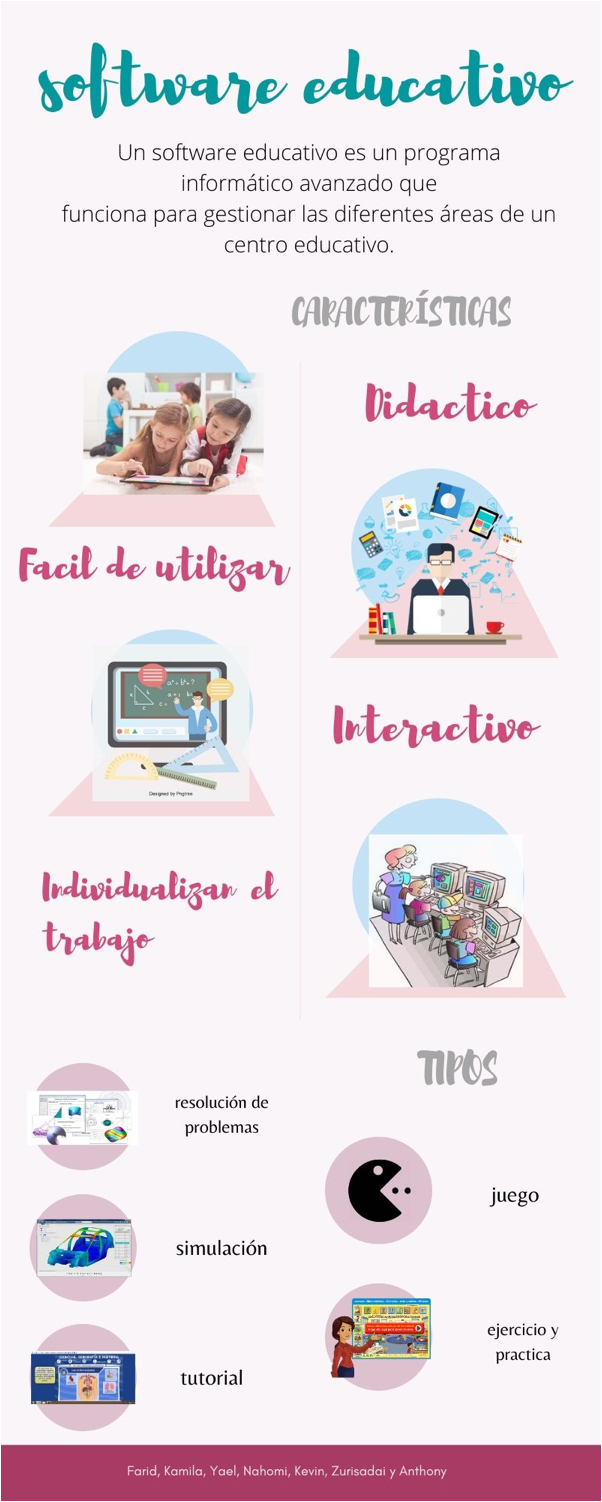 software educativo
Un software educativo es un programa
informático avanzado que
funciona para gestionar las diferentes áreas de un
centro educativo.
CARACTERÍSTICAS
Didactico
Facil de utilizar
a²+b²=?
Designed by Pngtree
Interactivo
Individualizan el
trabajo
TIPOS
resolución de
problemas
juego
simulación
ejercicio y
practica
tutorial
Farid, Kamila, Yael, Nahomi, Kevin, Zurisadai y Anthony